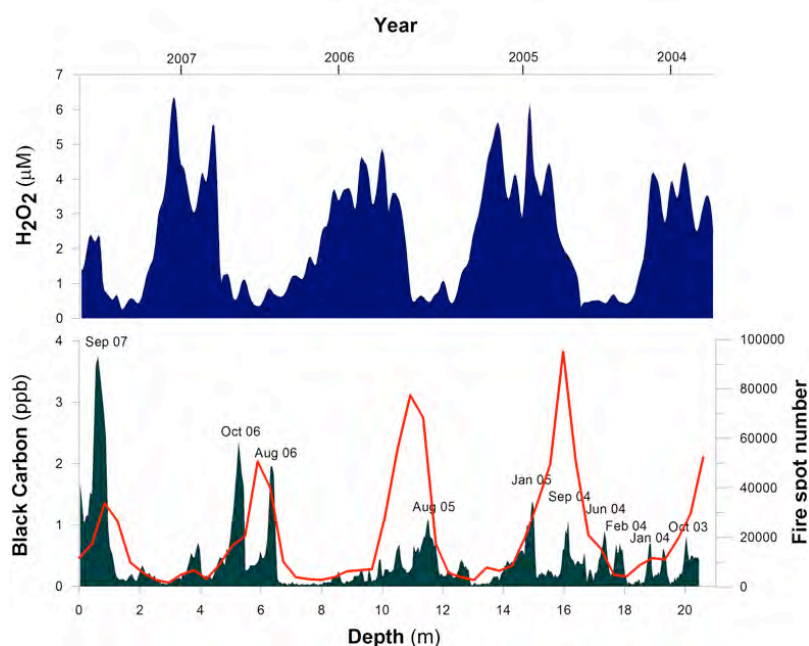 Year
2007 2006 2005 2004
7
6
5
4
3
2
1
0
H2O2 (μM)
4
3
2
1
0
Black Carbon (ppb)
Sep 07
Oct 06
Aug 06
Aug 05
Jan 05
Sep 04
Jun 04
Feb 04
Jan 04
Oct 03
100000
80000
60000
40000
20000
0
Fire spot number
0 2 4 6 8 10 12 14 16 18 20
Depth (m)